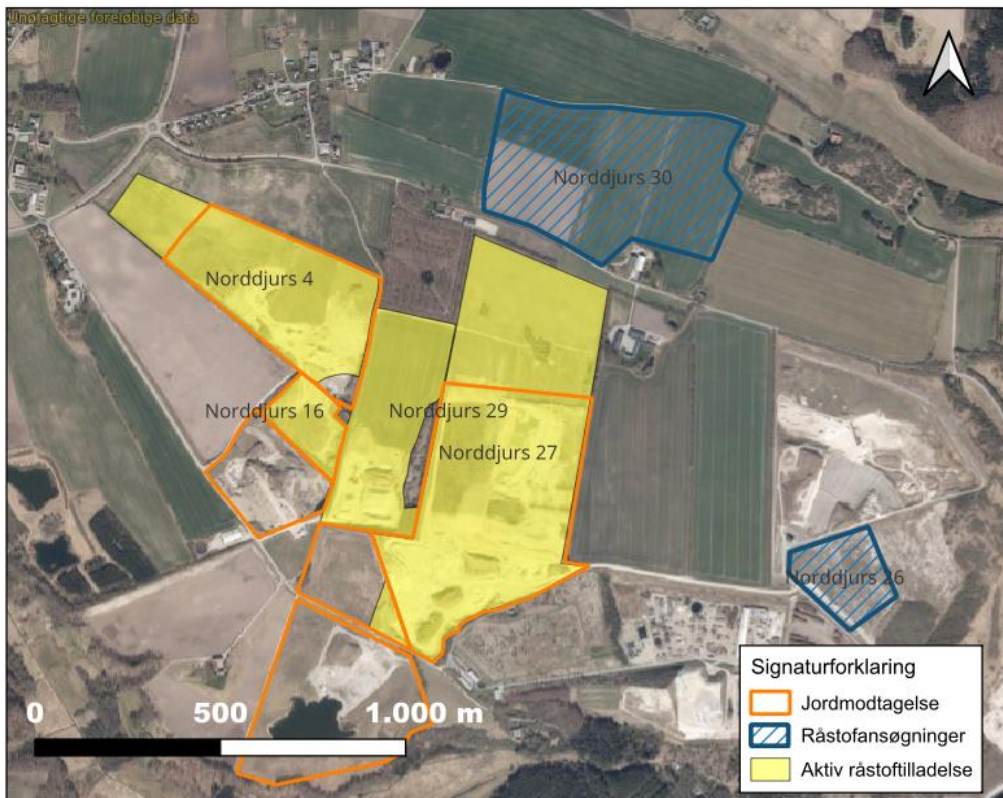 Unøjagtige foreløbige data
Norddjurs 30
Norddjurs 4
Norddjurs 16
Norddjurs 29
Norddjurs 27
Norddjurs 26
0 500 1.000 m
Signaturforklaring
Jordmodtagelse
Råstofansøgninger
Aktiv råstoftilladelse